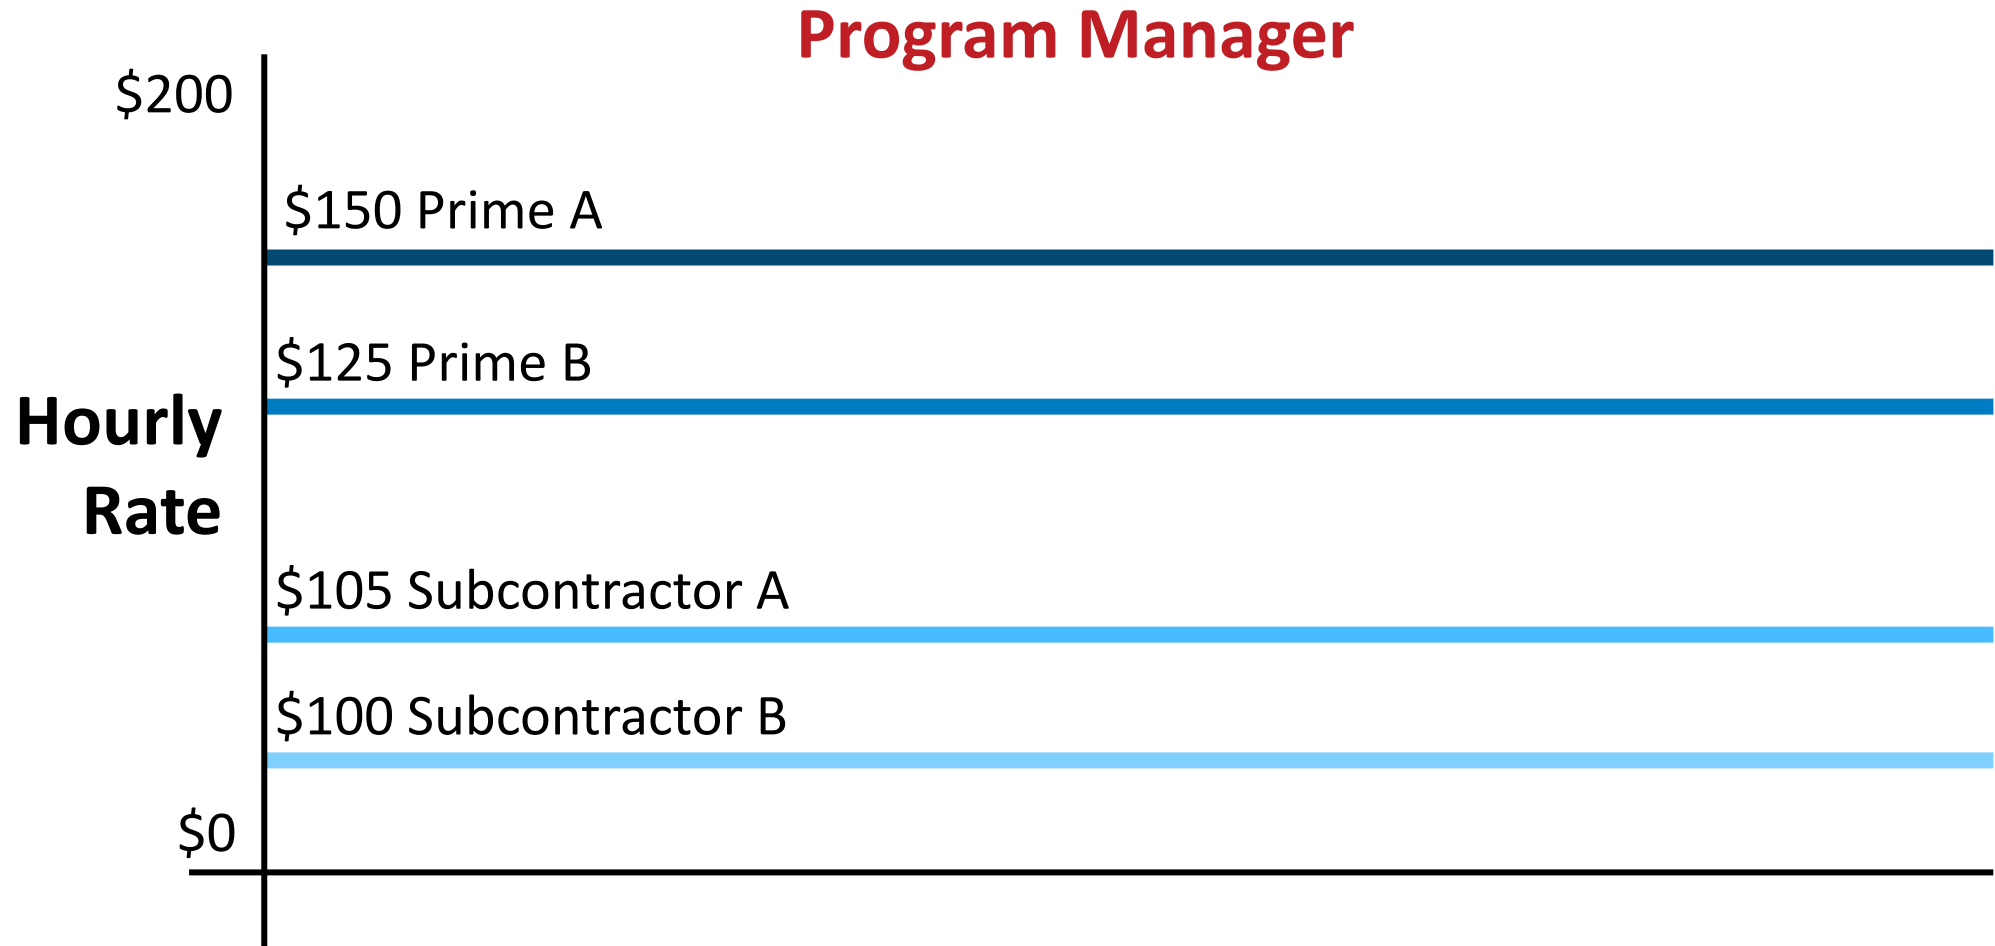 Program Manager
$200
$150 Prime A
$125 Prime B
Hourly
Rate
$105 Subcontractor A
$100 Subcontractor B
$0